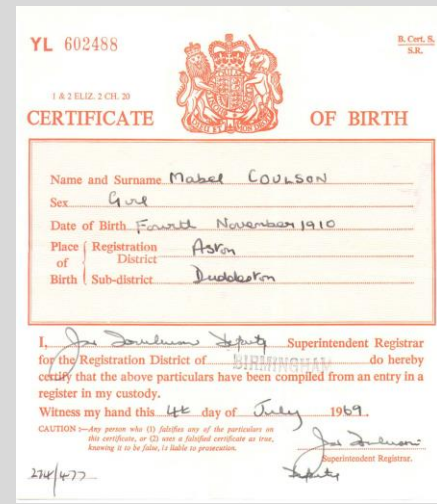 YL 602488
B. Cert. S.
S.R.
1 & 2 ELIZ. 2 CH. 20
CERTIFICATE OF BIRTH
Name and Surname Mabel COULSON
Sex Girl
Date of Birth Fourth November 1910
Place of Birth Registration District Aston
Sub-district Duddeston
I, Deputy Superintendent Registrar
for the Registration District of BIRMINGHAM do hereby
certify that the above particulars have been compiled from an entry in a
register in my custody.
Witness my hand this 4th day of July 1969.
CAUTION :—Any person who (1) falsifies any of the particulars on
this certificate, or (2) uses a falsified certificate as true,
knowing it to be false, is liable to prosecution.
Superintendent Registrar.
Deputy
274/477